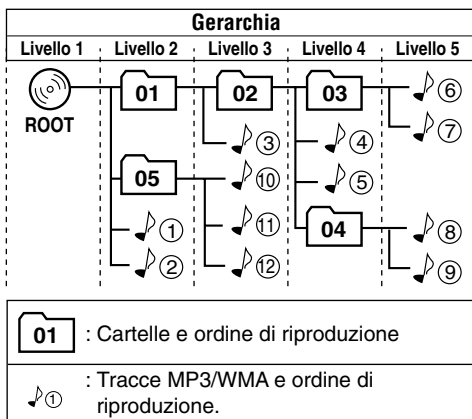 Gerarchia
Livello 1 Livello 2 Livello 3 Livello 4 Livello 5
ROOT 01 02 03 ⑥
③ ④ ⑦
05 ⑩ ⑤
① ⑪ 04 ⑧
② ⑫ ⑨
01 : Cartelle e ordine di riproduzione
① : Tracce MP3/WMA e ordine di
riproduzione.